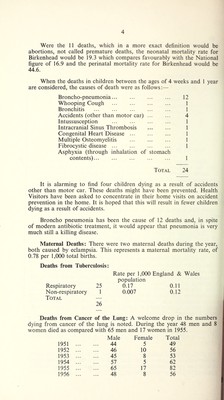 4
Were the 11 deaths, which in a more exact definition would be
abortions, not called premature deaths, the neonatal mortality rate for
Birkenhead would be 19.3 which compares favourably with the National
figure of 16.9 and the perinatal mortality rate for Birkenhead would be
44.6.
When the deaths in children between the ages of 4 weeks and 1 year
are considered, the causes of death were as follows:—
Broncho-pneumonia... ... ... ... 12
Whooping Cough ... ... ... ... 1
Bronchitis ... ... ... ... ... 1
Accidents (other than motor car) ... ... 4
Intussusception ... ... ... ... 1
Intracranial Sinus Thrombosis ... ... 1
Congenital Heart Disease ... ... ... 1
Multiple Osteomyelitis ... ... ... 1
Fibrocystic disease ... ... ... ... 1
Asphyxia (through inhalation of stomach
contents)... ... ... ... ... 1
TOTAL 24
It is alarming to find four children dying as a result of accidents
other than motor car. These deaths might have been prevented. Health
Visitors have been asked to concentrate in their home visits on accident
prevention in the home. It is hoped that this will result in fewer children
dying as a result of accidents.
Broncho pneumonia has been the cause of 12 deaths and, in spite
of modern antibiotic treatment, it would appear that pneumonia is very
much still a killing disease.
Maternal Deaths: There were two maternal deaths during the year,
both caused by eclampsia. This represents a maternal mortality rate, of
0.78 per 1,000 total births.
Deaths from Tuberculosis:
Rate per 1,000 England & Wales
population
Respiratory 25 0.17 0.11
Non-respiratory 1 0.007 0.12
TOTAL
26
Deaths from Cancer of the Lung: A welcome drop in the numbers
dying from cancer of the lung is noted. During the year 48 men and 8
women died as compared with 65 men and 17 women in 1955.
Male Female Total
1951 ... ... 44 5 49
1952 ... ... 46 10 56
1953 ... ... 45 8 53
1954 ... ... 57 5 62
1955 ... ... 65 17 82
1956 ... ... 48 8 56